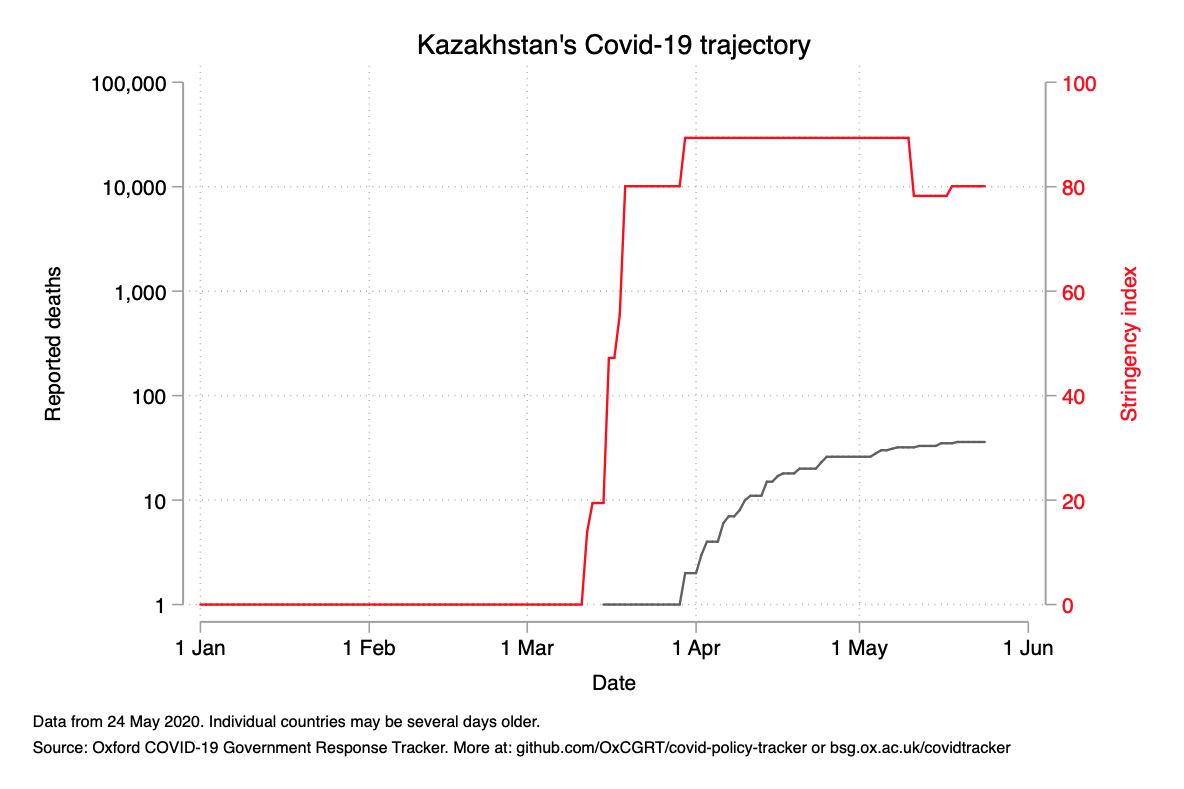 Kazakhstan's Covid-19 trajectory
100,000
10,000
1,000
100
10
1
Reported deaths
100
80
60
40
20
0
Stringency index
1 Jan
1 Feb
1 Mar
1 Apr
1 May
1 Jun
Date
Data from 24 May 2020. Individual countries may be several days older.
Source: Oxford COVID-19 Government Response Tracker. More at: github.com/OxCGRT/covid-policy-tracker or bsg.ox.ac.uk/covidtracker